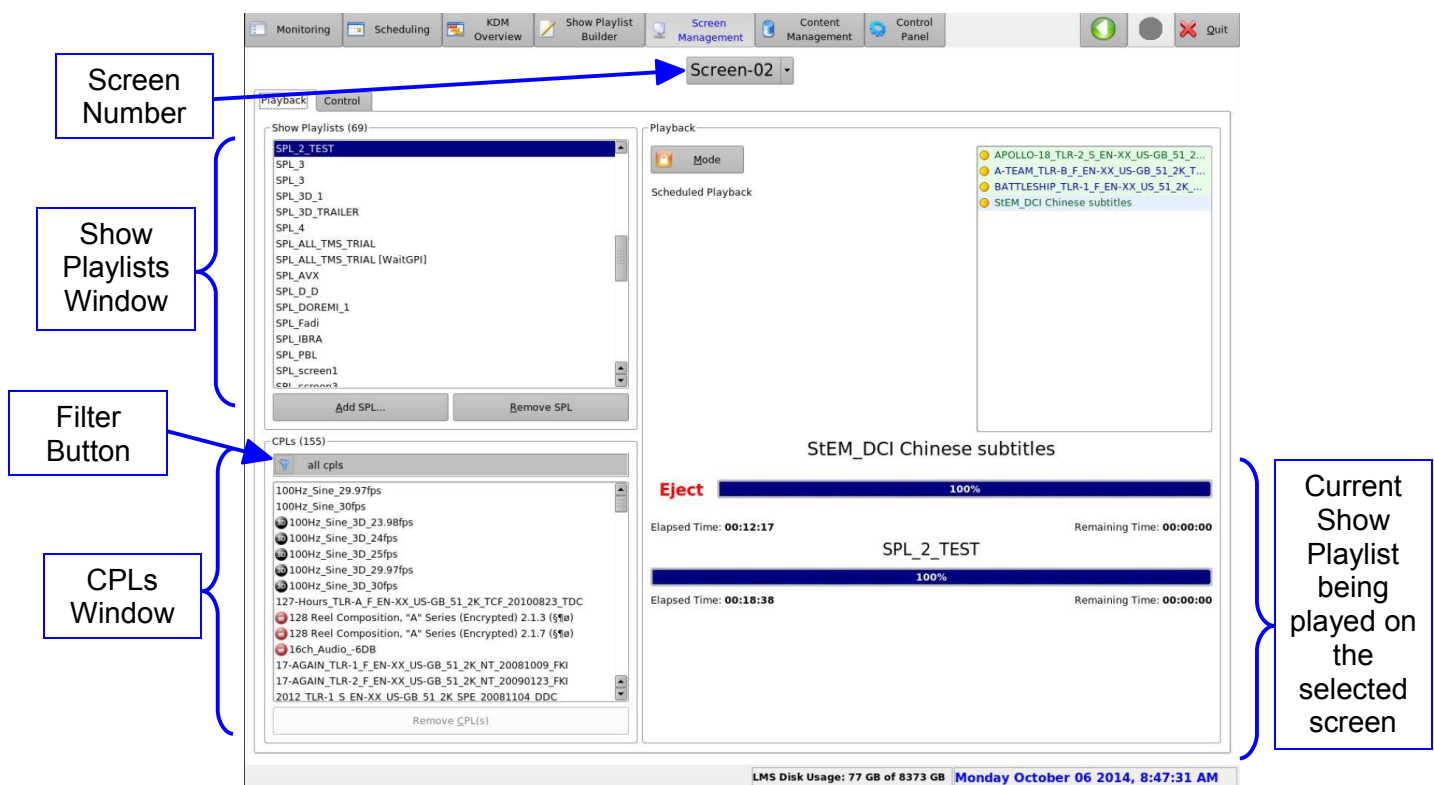 Monitoring
Scheduling
KDM Overview
Show Playlist Builder
Screen Management
Content Management
Control Panel
Quit
Screen Number
Screen-02
Playback
Control
Show Playlists (69)
SPL_2_TEST
SPL_3
SPL_3
SPL_3D_1
SPL_3D_TRAILER
SPL_4
SPL_ALL_TMS_TRIAL
SPL_ALL_TMS_TRIAL [WaitGPI]
SPL_AVX
SPL_D_D
SPL_DOREMI_1
SPL_Fadi
SPL_IBRA
SPL_PBL
SPL_screen1
SPL_screen3
Add SPL...
Remove SPL
Show Playlists Window
Filter Button
CPLs (155)
all cpls
100Hz_Sine_29.97fps
100Hz_Sine_30fps
3D 100Hz_Sine_3D_23.98fps
3D 100Hz_Sine_3D_24fps
3D 100Hz_Sine_3D_25fps
3D 100Hz_Sine_3D_29.97fps
3D 100Hz_Sine_3D_30fps
127-Hours_TLR-A_F_EN-XX_US-GB_51_2K_TCF_20100823_TDC
128 Reel Composition, "A" Series (Encrypted) 2.1.3 (§¶ø)
128 Reel Composition, "A" Series (Encrypted) 2.1.7 (§¶ø)
16ch_Audio_-6DB
17-AGAIN_TLR-1_F_EN-XX_US-GB_51_2K_NT_20081009_FKI
17-AGAIN_TLR-2_F_EN-XX_US-GB_51_2K_NT_20090123_FKI
2012_TLR-1_S_EN-XX_US-GB_51_2K_SPE_20081104_DDC
Remove CPL(s)
CPLs Window
Playback
Mode
Scheduled Playback
APOLLO-18_TLR-2_S_EN-XX_US-GB_51_2...
A-TEAM_TLR-B_F_EN-XX_US-GB_51_2K_T...
BATTLESHIP_TLR-1_F_EN-XX_US_51_2K_...
StEM_DCI Chinese subtitles
StEM_DCI Chinese subtitles
Eject
100%
Elapsed Time: 00:12:17
Remaining Time: 00:00:00
SPL_2_TEST
100%
Elapsed Time: 00:18:38
Remaining Time: 00:00:00
Current Show Playlist being played on the selected screen
LMS Disk Usage: 77 GB of 8373 GB
Monday October 06 2014, 8:47:31 AM